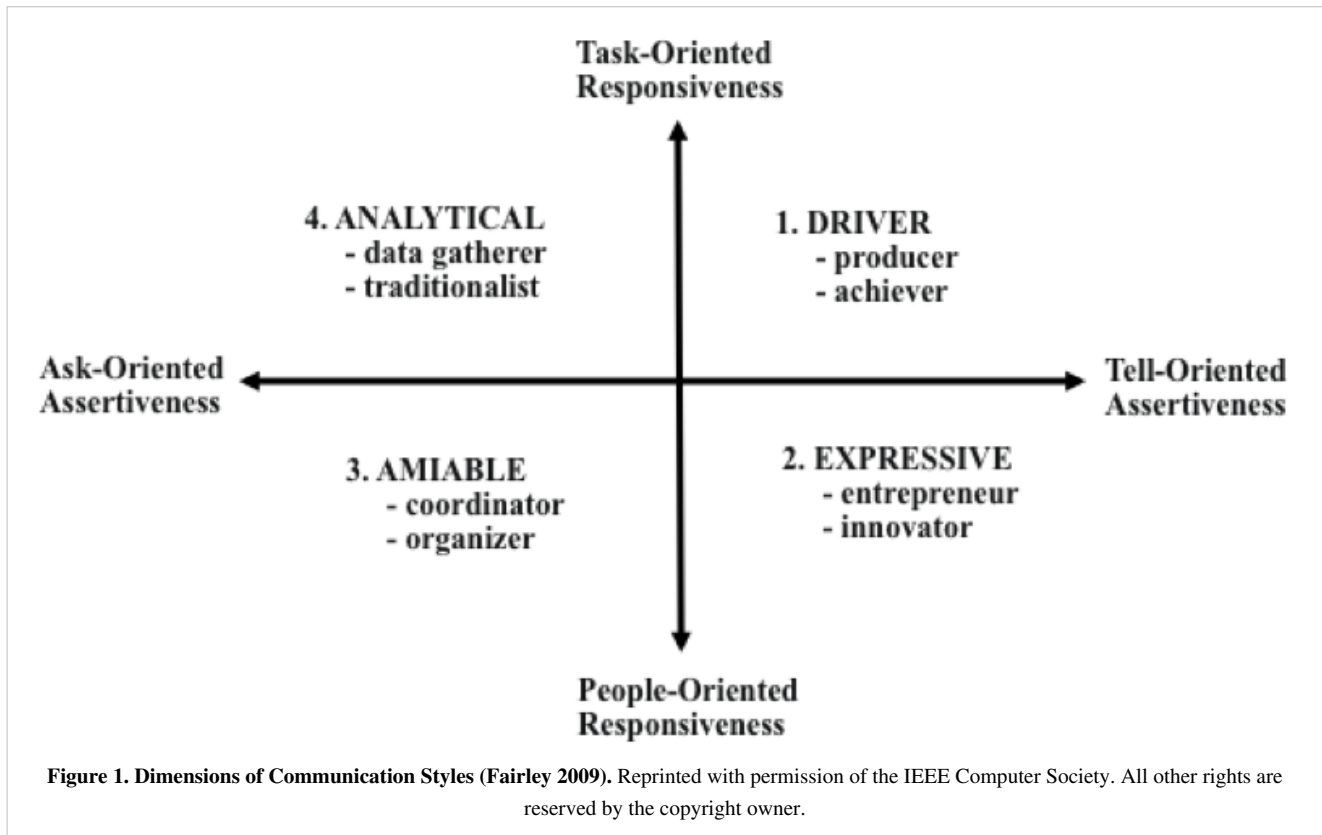 Task-Oriented
Responsiveness
4. ANALYTICAL
- data gatherer
- traditionalist
1. DRIVER
- producer
- achiever
Ask-Oriented
Assertiveness
Tell-Oriented
Assertiveness
3. AMIABLE
- coordinator
- organizer
2. EXPRESSIVE
- entrepreneur
- innovator
People-Oriented
Responsiveness
Figure 1. Dimensions of Communication Styles (Fairley 2009). Reprinted with permission of the IEEE Computer Society. All other rights are
reserved by the copyright owner.